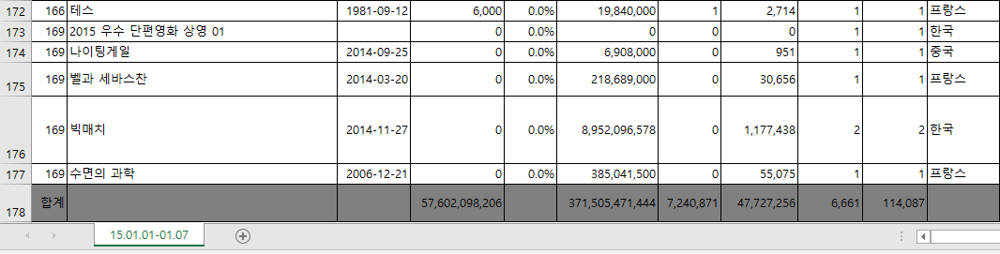 172 166 테스 1981-09-12 6,000 0.0% 19,840,000 1 2,714 1 1 프랑스
173 169 2015 우수 단편영화 상영 01 0 0.0% 0 0 0 1 1 한국
174 169 나이팅게일 2014-09-25 0 0.0% 6,908,000 0 951 1 1 중국
175 169 벨과 세바스찬 2014-03-20 0 0.0% 218,689,000 0 30,656 1 1 프랑스
176 169 빅매치 2014-11-27 0 0.0% 8,952,096,578 0 1,177,438 2 2 한국
177 169 수면의 과학 2006-12-21 0 0.0% 385,041,500 0 55,075 1 1 프랑스
178 합계 57,602,098,206 371,505,471,444 7,240,871 47,727,256 6,661 114,087
15.01.01-01.07